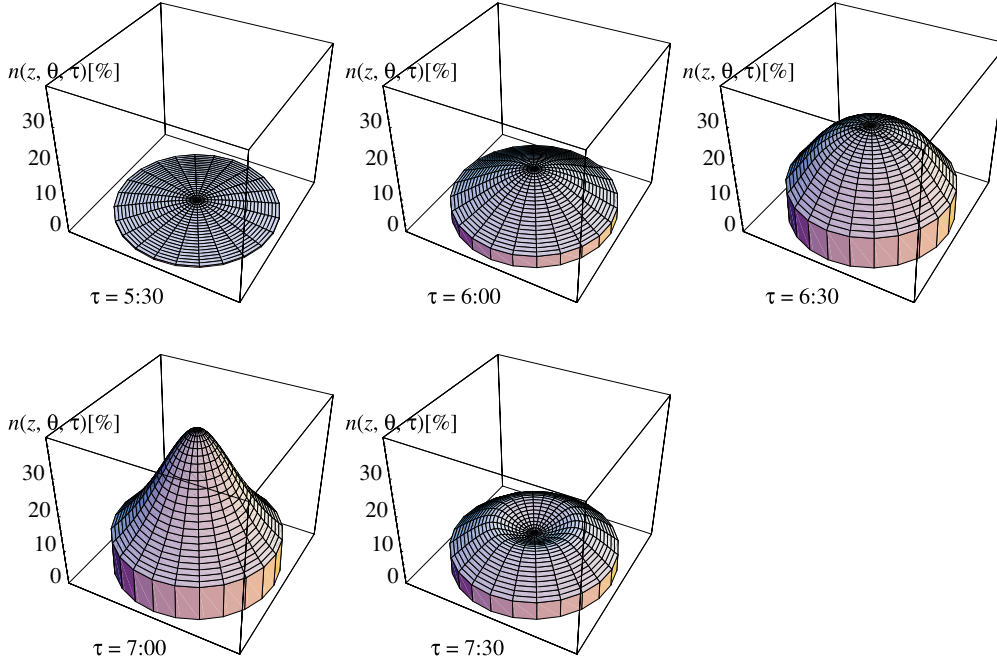 n(z, θ, τ)[%]
30
20
10
0
τ = 5:30
n(z, θ, τ)[%]
30
20
10
0
τ = 6:00
n(z, θ, τ)[%]
30
20
10
0
τ = 6:30
n(z, θ, τ)[%]
30
20
10
0
τ = 7:00
n(z, θ, τ)[%]
30
20
10
0
τ = 7:30